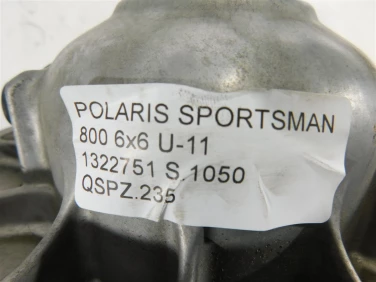 POLARIS SPORTSMAN
800 6x6 U-11
1322751 S.1050
QSPZ.235